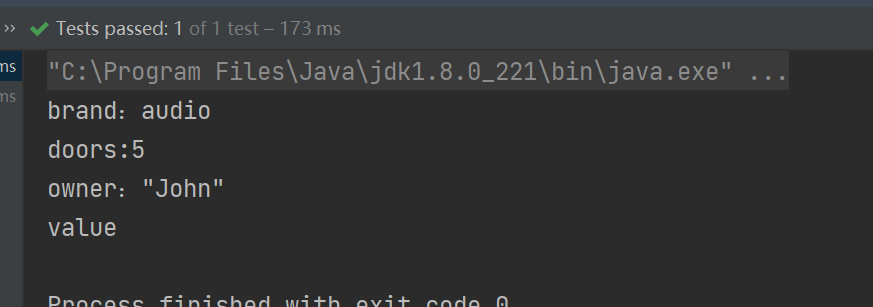 ›› Tests passed: 1 of 1 test – 173 ms
ms
"C:\Program Files\Java\jdk1.8.0_221\bin\java.exe" ...
ms
brand：audio
doors:5
owner："John"
value
Process finished with exit code 0